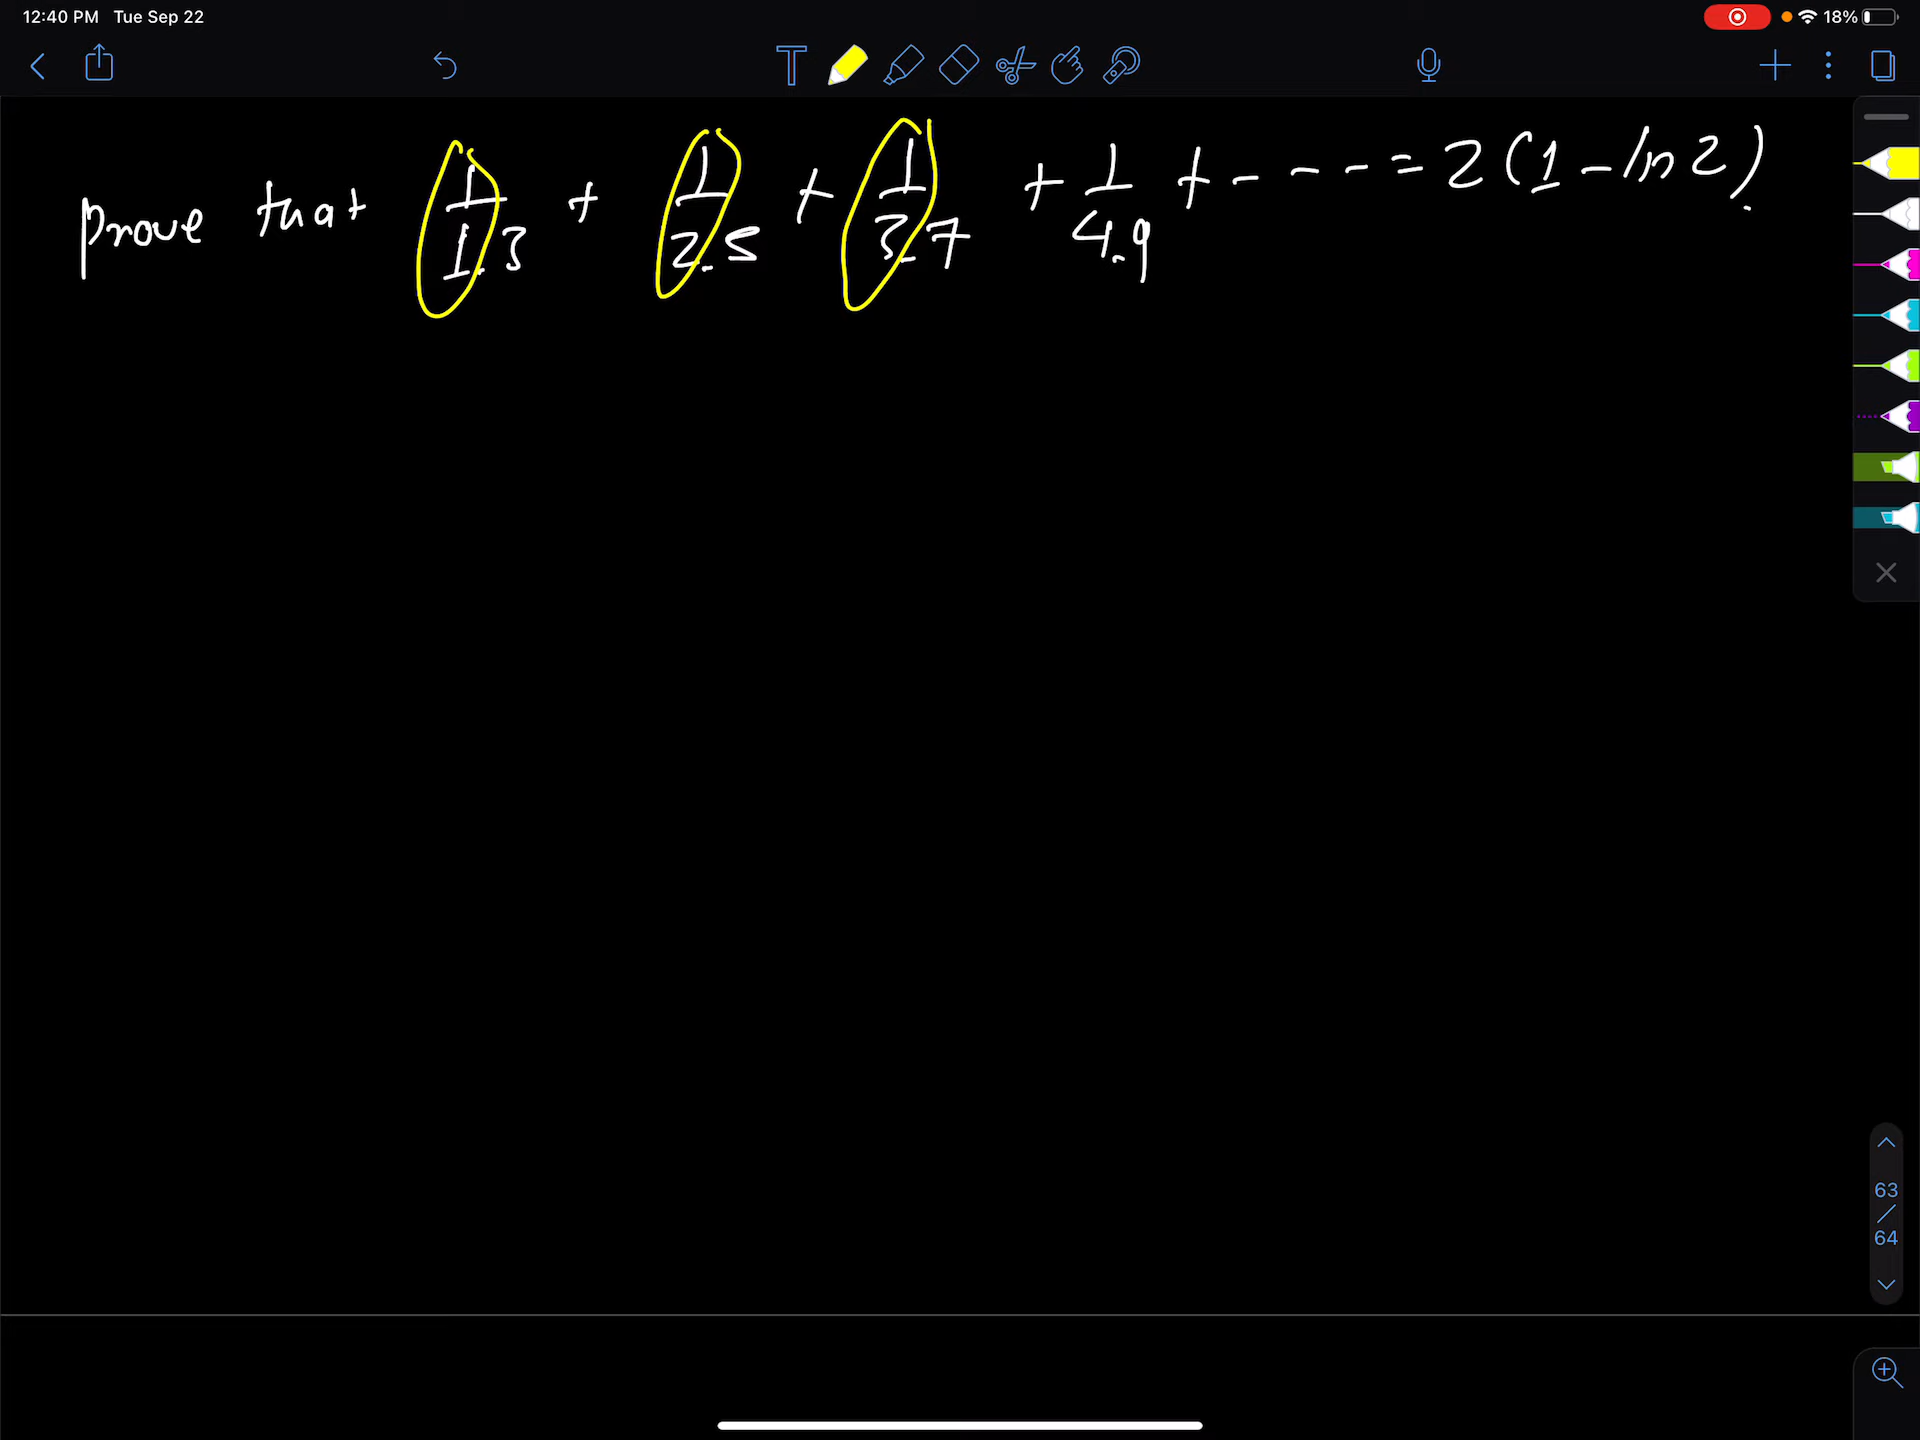 12:40 PM Tue Sep 22 18%
prove that 1/1.3 + 1/2.5 + 1/3.7 + 1/4.9 + - - - - = 2 (1 - ln 2).
63
/
64